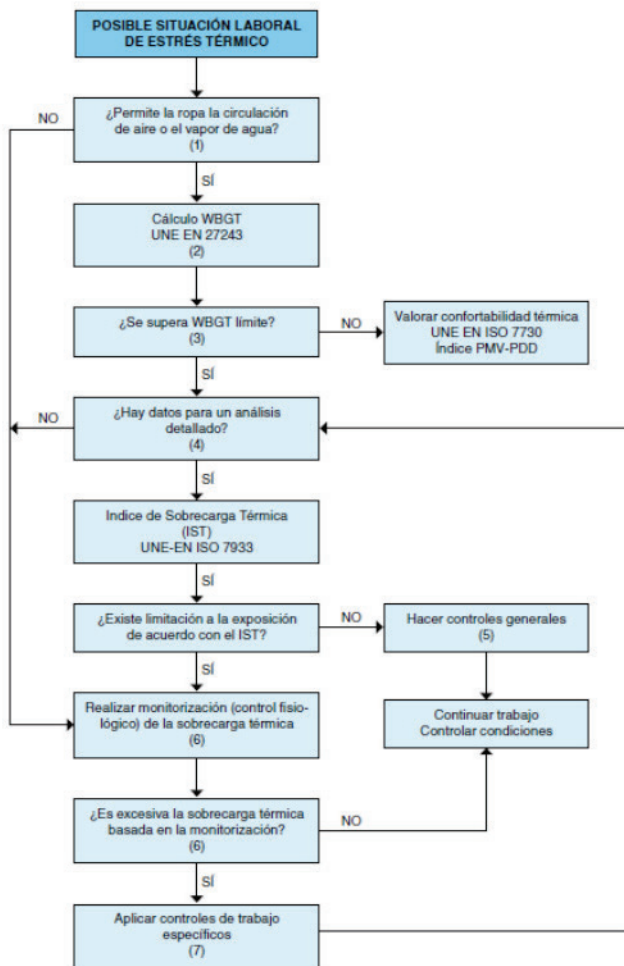 POSIBLE SITUACIÓN LABORAL
DE ESTRÉS TÉRMICO
NO
¿Permite la ropa la circulación
de aire o el vapor de agua?
(1)
SÍ
Cálculo WBGT
UNE EN 27243
(2)
¿Se supera WBGT límite?
(3)
NO
Valorar confortabilidad térmica
UNE EN ISO 7730
Índice PMV-PDD
SÍ
NO
¿Hay datos para un análisis
detallado?
(4)
SÍ
Indice de Sobrecarga Térmica
(IST)
UNE-EN ISO 7933
SÍ
¿Existe limitación a la exposición
de acuerdo con el IST?
NO
Hacer controles generales
(5)
SÍ
Realizar monitorización (control fisio-
lógico) de la sobrecarga térmica
(6)
Continuar trabajo
Controlar condiciones
¿Es excesiva la sobrecarga térmica
basada en la monitorización?
(6)
NO
SÍ
Aplicar controles de trabajo
específicos
(7)